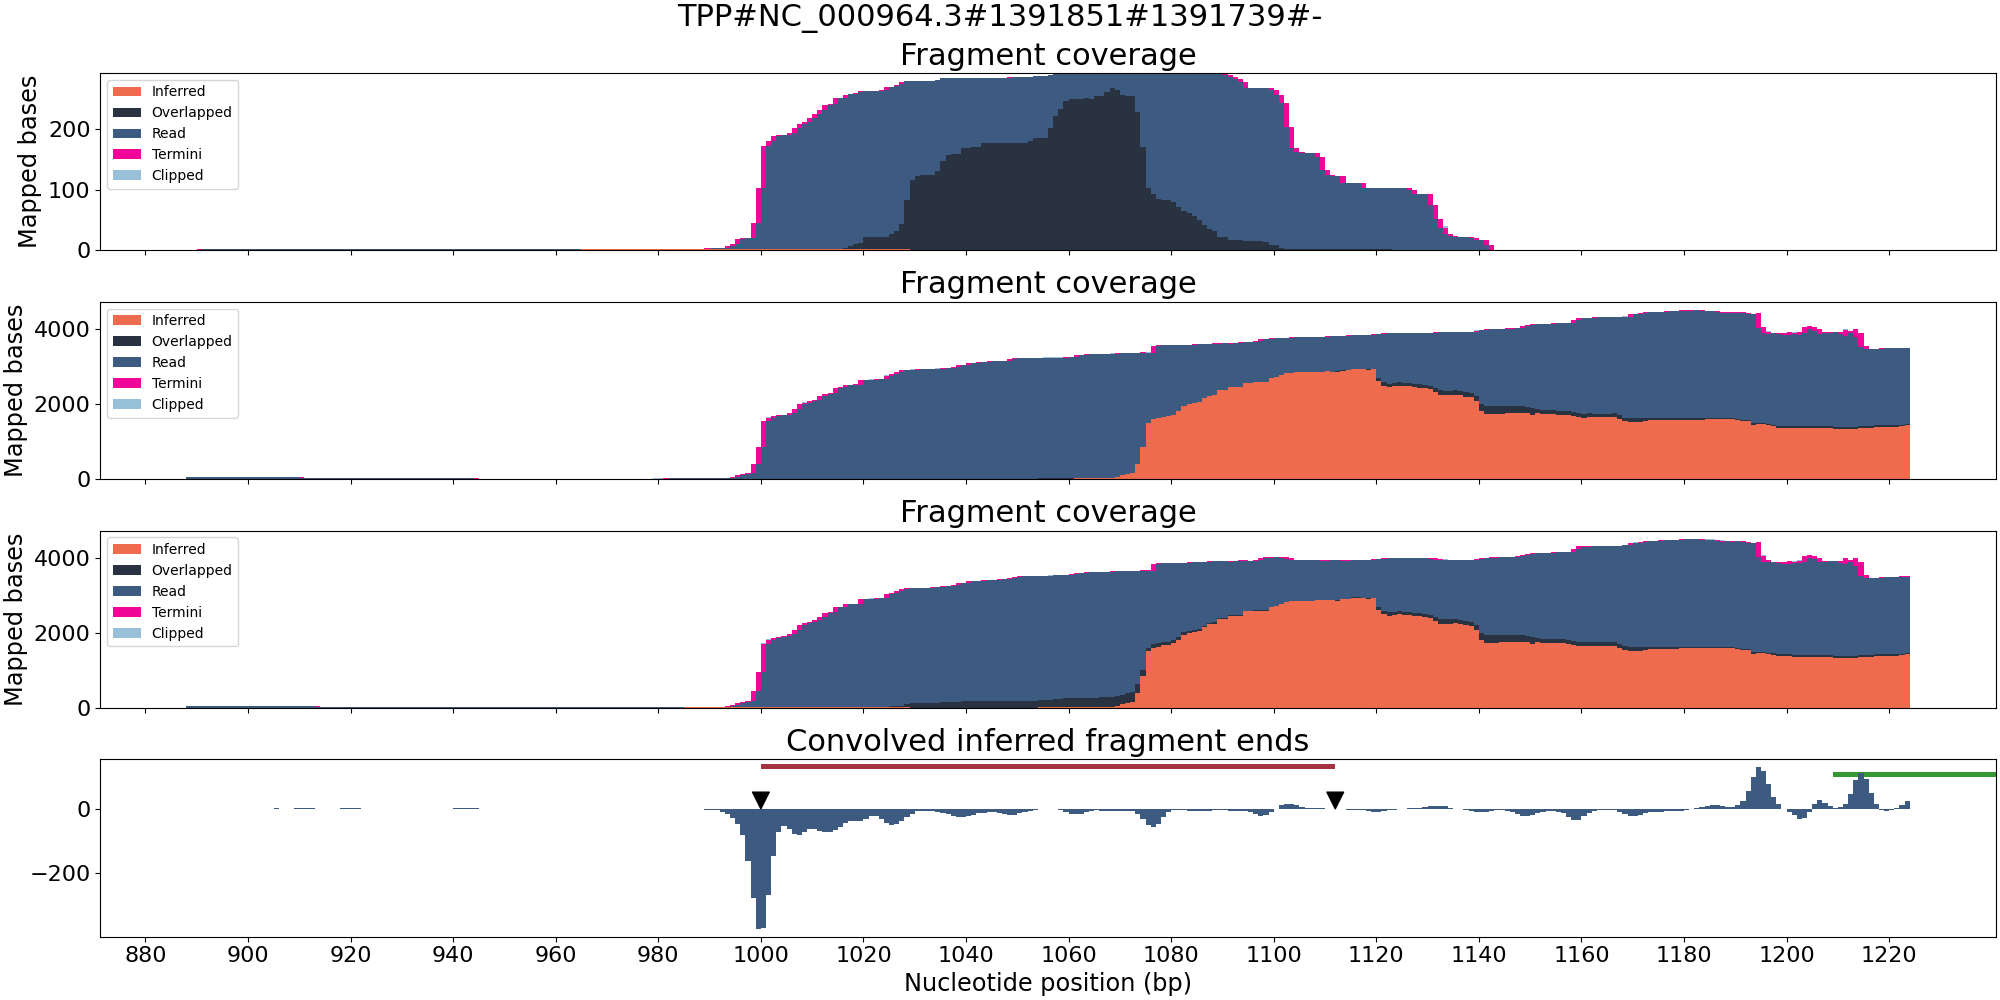 TPP#NC_000964.3#1391851#1391739#-
Fragment coverage
Mapped bases
200
100
0
Inferred
Overlapped
Read
Termini
Clipped
Fragment coverage
Mapped bases
4000
2000
0
Inferred
Overlapped
Read
Termini
Clipped
Fragment coverage
Mapped bases
4000
2000
0
Inferred
Overlapped
Read
Termini
Clipped
Convolved inferred fragment ends
0
−200
880 900 920 940 960 980 1000 1020 1040 1060 1080 1100 1120 1140 1160 1180 1200 1220
Nucleotide position (bp)